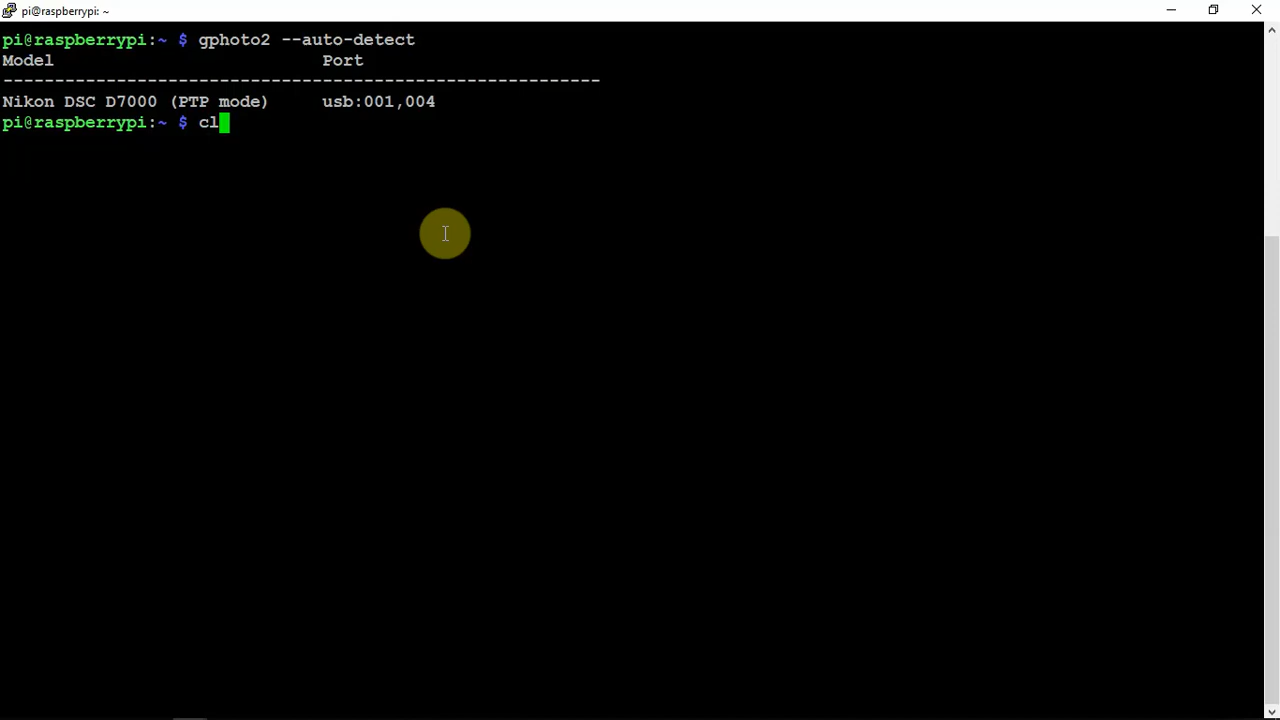 pi@raspberrypi: ~
pi@raspberrypi:~ $ gphoto2 --auto-detect
Model                          Port
----------------------------------------------------------
Nikon DSC D7000 (PTP mode)     usb:001,004
pi@raspberrypi:~ $ cl